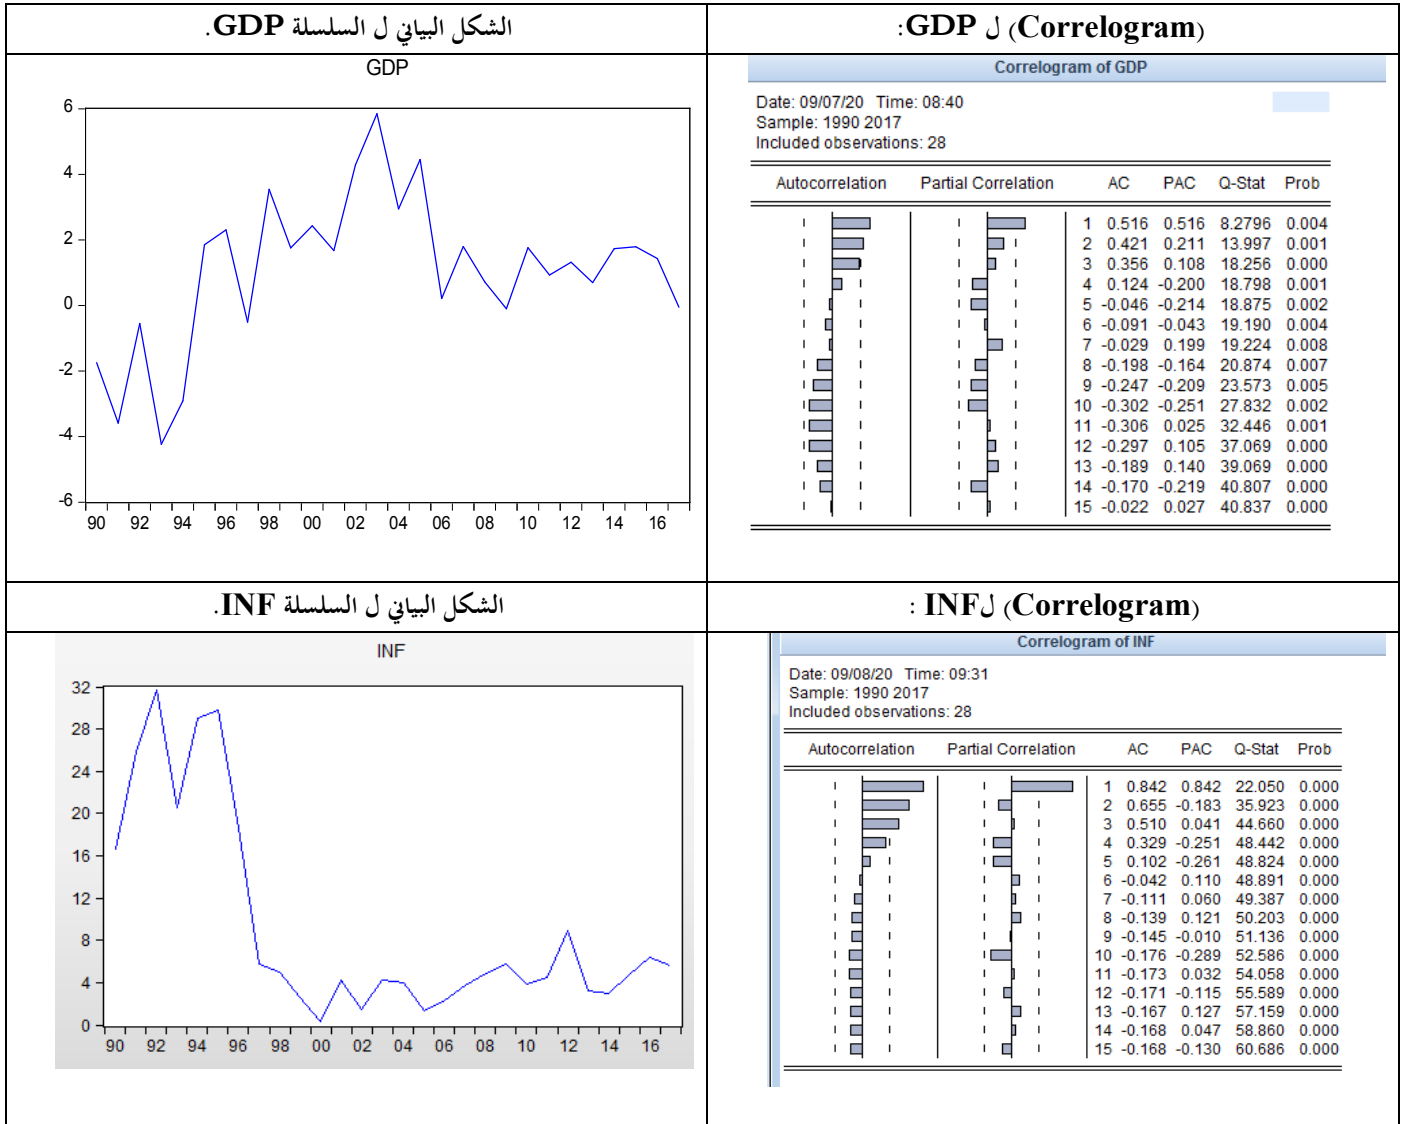 الشكل البياني ل السلسلة GDP.
(Correlogram) ل GDP:
GDP
6
4
2
0
-2
-4
-6
90 92 94 96 98 00 02 04 06 08 10 12 14 16
Correlogram of GDP
Date: 09/07/20 Time: 08:40
Sample: 1990 2017
Included observations: 28
Autocorrelation Partial Correlation AC PAC Q-Stat Prob
1 0.516 0.516 8.2796 0.004
2 0.421 0.211 13.997 0.001
3 0.356 0.108 18.256 0.000
4 0.124 -0.200 18.798 0.001
5 -0.046 -0.214 18.875 0.002
6 -0.091 -0.043 19.190 0.004
7 -0.029 0.199 19.224 0.008
8 -0.198 -0.164 20.874 0.007
9 -0.247 -0.209 23.573 0.005
10 -0.302 -0.251 27.832 0.002
11 -0.306 0.025 32.446 0.001
12 -0.297 0.105 37.069 0.000
13 -0.189 0.140 39.069 0.000
14 -0.170 -0.219 40.807 0.000
15 -0.022 0.027 40.837 0.000
الشكل البياني ل السلسلة INF.
(Correlogram) لINF :
INF
32
28
24
20
16
12
8
4
0
90 92 94 96 98 00 02 04 06 08 10 12 14 16
Correlogram of INF
Date: 09/08/20 Time: 09:31
Sample: 1990 2017
Included observations: 28
Autocorrelation Partial Correlation AC PAC Q-Stat Prob
1 0.842 0.842 22.050 0.000
2 0.655 -0.183 35.923 0.000
3 0.510 0.041 44.660 0.000
4 0.329 -0.251 48.442 0.000
5 0.102 -0.261 48.824 0.000
6 -0.042 0.110 48.891 0.000
7 -0.111 0.060 49.387 0.000
8 -0.139 0.121 50.203 0.000
9 -0.145 -0.010 51.136 0.000
10 -0.176 -0.289 52.586 0.000
11 -0.173 0.032 54.058 0.000
12 -0.171 -0.115 55.589 0.000
13 -0.167 0.127 57.159 0.000
14 -0.168 0.047 58.860 0.000
15 -0.168 -0.130 60.686 0.000